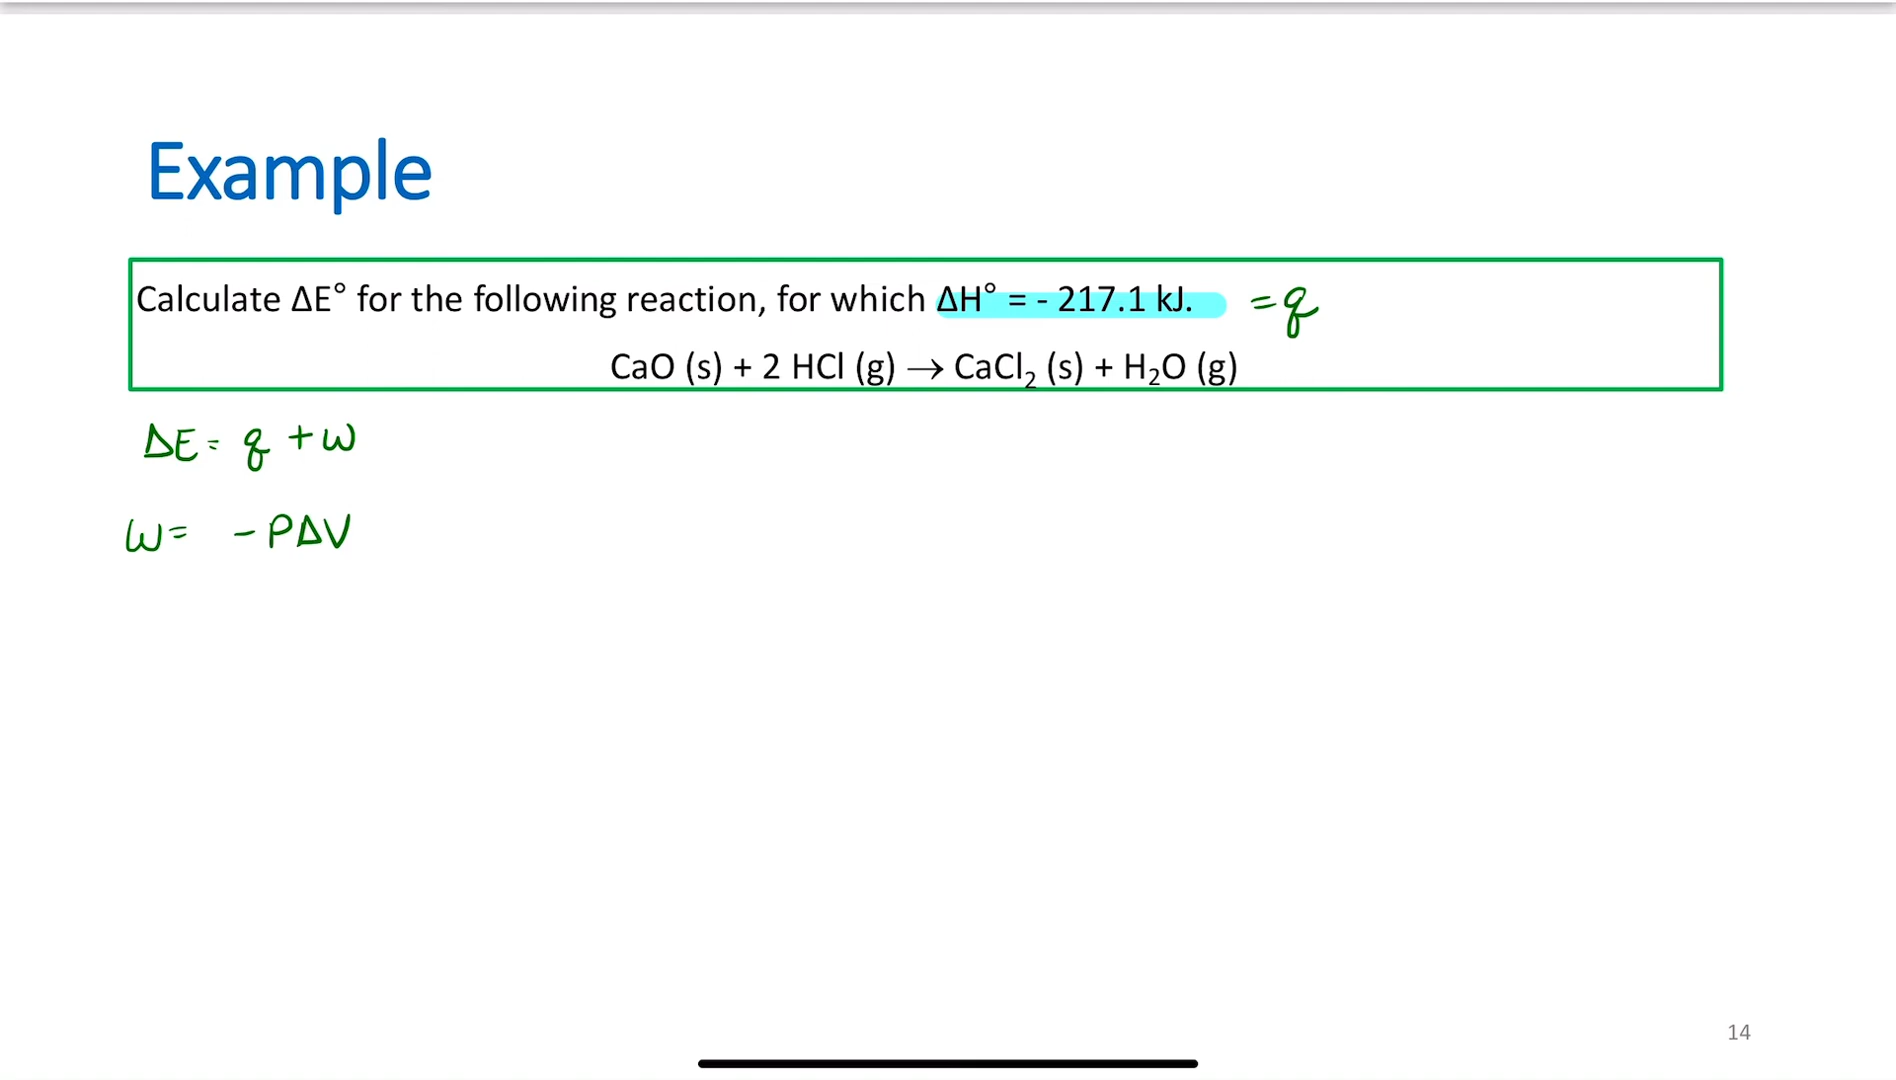 Example
Calculate ΔE° for the following reaction, for which ΔH° = - 217.1 kJ. = q
CaO (s) + 2 HCl (g) → CaCl₂ (s) + H₂O (g)
ΔE = q + w
w = - PΔV
14